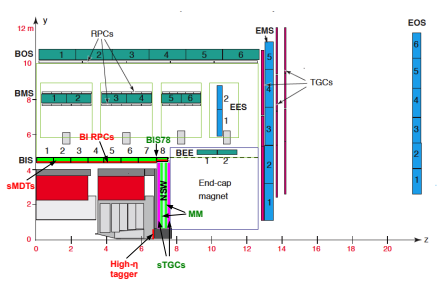 y
12 m
RPCs
EMS
EOS
BOS 1 2 3 4 5 6
10
TGCs
BMS 1 2 3 4 5 6
8
EES 1 2
6
BIS78
BI RPCs
BEE 1 2
BIS 1 2 3 4 5 6 7 8
4
sMDTs
End-cap
magnet
NSW
MM
2
0
0 2 4 6 8 10 12 14 16 18 20 z
High-η
tagger
sTGCs
5
4
3
2
1
6
5
4
3
2
1